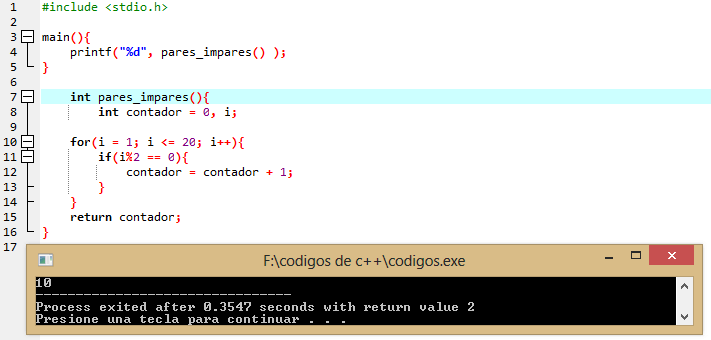 1 #include <stdio.h>
2
3 main(){
4 printf("%d", pares_impares() );
5 }
6
7 int pares_impares(){
8 int contador = 0, i;
9
10 for(i = 1; i <= 20; i++){
11 if(i%2 == 0){
12 contador = contador + 1;
13 }
14 }
15 return contador;
16 }
17
F:\codigos de c++\codigos.exe
10
--------------------------------
Process exited after 0.3547 seconds with return value 2
Presione una tecla para continuar . . .